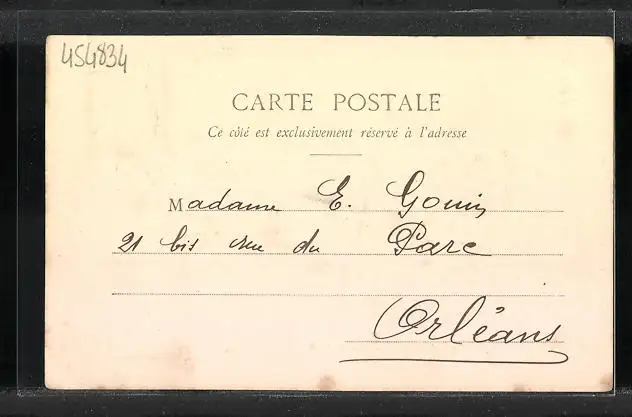 454834
CARTE POSTALE
Ce côté est exclusivement réservé à l'adresse
Madame E. Gouin
21 bis rue du Parc
Orléans